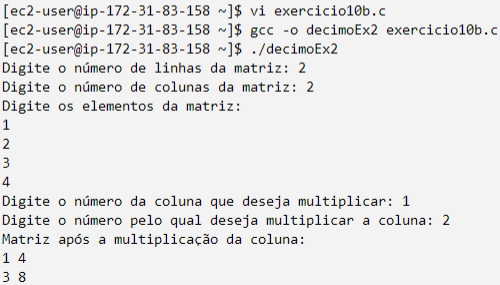 [ec2-user@ip-172-31-83-158 ~]$ vi exercicio10b.c
[ec2-user@ip-172-31-83-158 ~]$ gcc -o decimoEx2 exercicio10b.c
[ec2-user@ip-172-31-83-158 ~]$ ./decimoEx2
Digite o número de linhas da matriz: 2
Digite o número de colunas da matriz: 2
Digite os elementos da matriz:
1
2
3
4
Digite o número da coluna que deseja multiplicar: 1
Digite o número pelo qual deseja multiplicar a coluna: 2
Matriz após a multiplicação da coluna:
1 4
3 8